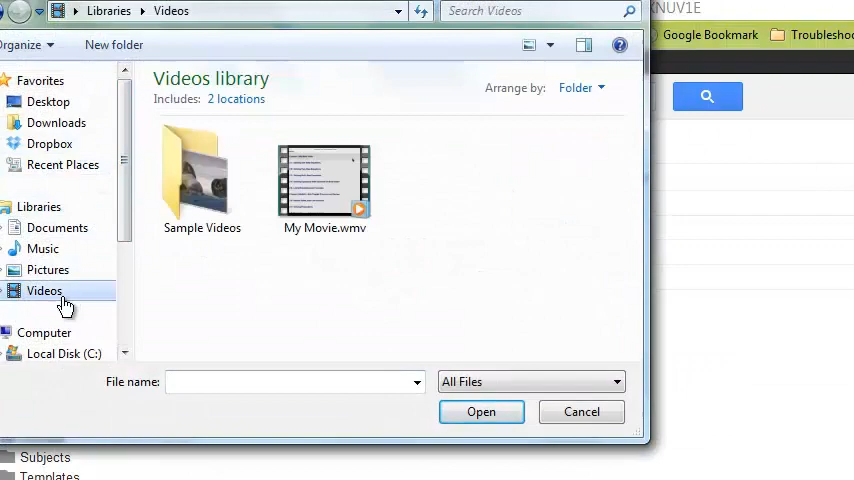 Libraries Videos Search Videos
KNUV1E
Google Bookmark Troubleshoo
Organize New folder
Favorites
Desktop
Downloads
Dropbox
Recent Places
Libraries
Documents
Music
Pictures
Videos
Computer
Local Disk (C:)
Videos library
Includes: 2 locations
Arrange by: Folder
Sample Videos
My Movie.wmv
File name: All Files
Open Cancel
Subjects
Templates